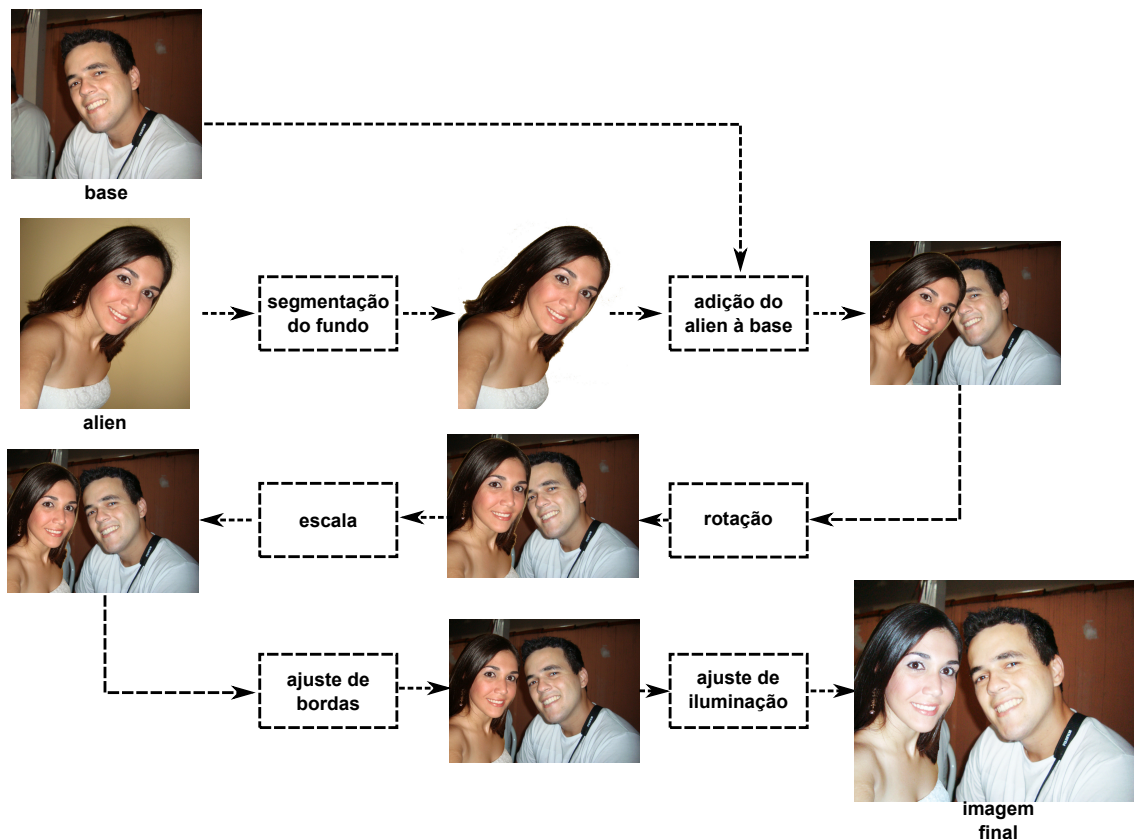 base
alien
segmentação
do fundo
adição do
alien à base
rotação
escala
ajuste de
bordas
ajuste de
iluminação
imagem
final